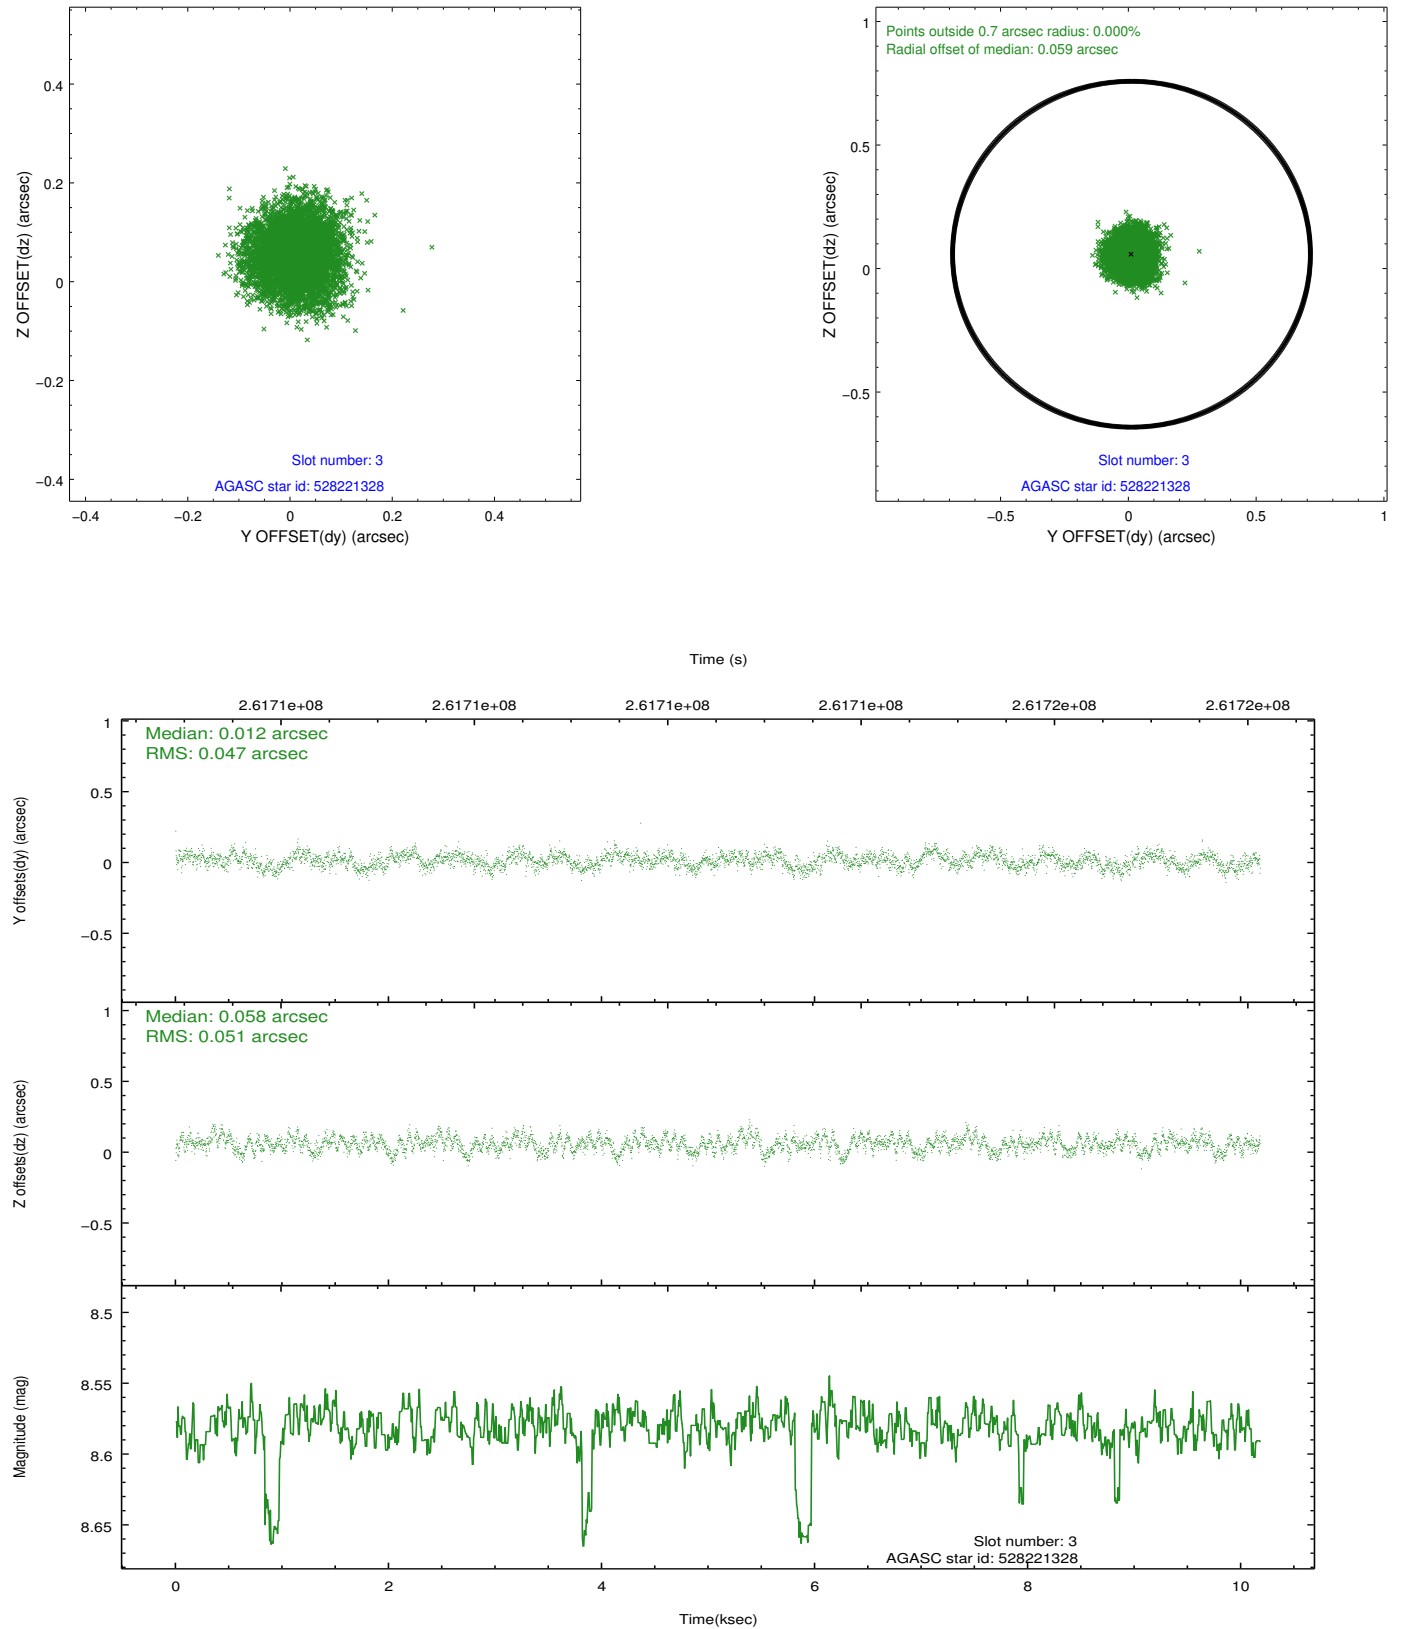 0.4
0.2
0
−0.2
−0.4
Z OFFSET(dz) (arcsec)
Slot number: 3
AGASC star id: 528221328
−0.4 −0.2 0 0.2 0.4
Y OFFSET(dy) (arcsec)
Points outside 0.7 arcsec radius: 0.000%
Radial offset of median: 0.059 arcsec
1
0.5
0
−0.5
Z OFFSET(dz) (arcsec)
Slot number: 3
AGASC star id: 528221328
−0.5 0 0.5 1
Y OFFSET(dy) (arcsec)
Time (s)
2.6171e+08 2.6171e+08 2.6171e+08 2.6171e+08 2.6172e+08 2.6172e+08
Median: 0.012 arcsec
RMS: 0.047 arcsec
1
0.5
0
−0.5
Y offsets(dy) (arcsec)
Median: 0.058 arcsec
RMS: 0.051 arcsec
1
0.5
0
−0.5
Z offsets(dz) (arcsec)
8.5
8.55
8.6
8.65
Magnitude (mag)
Slot number: 3
AGASC star id: 528221328
0 2 4 6 8 10
Time(ksec)